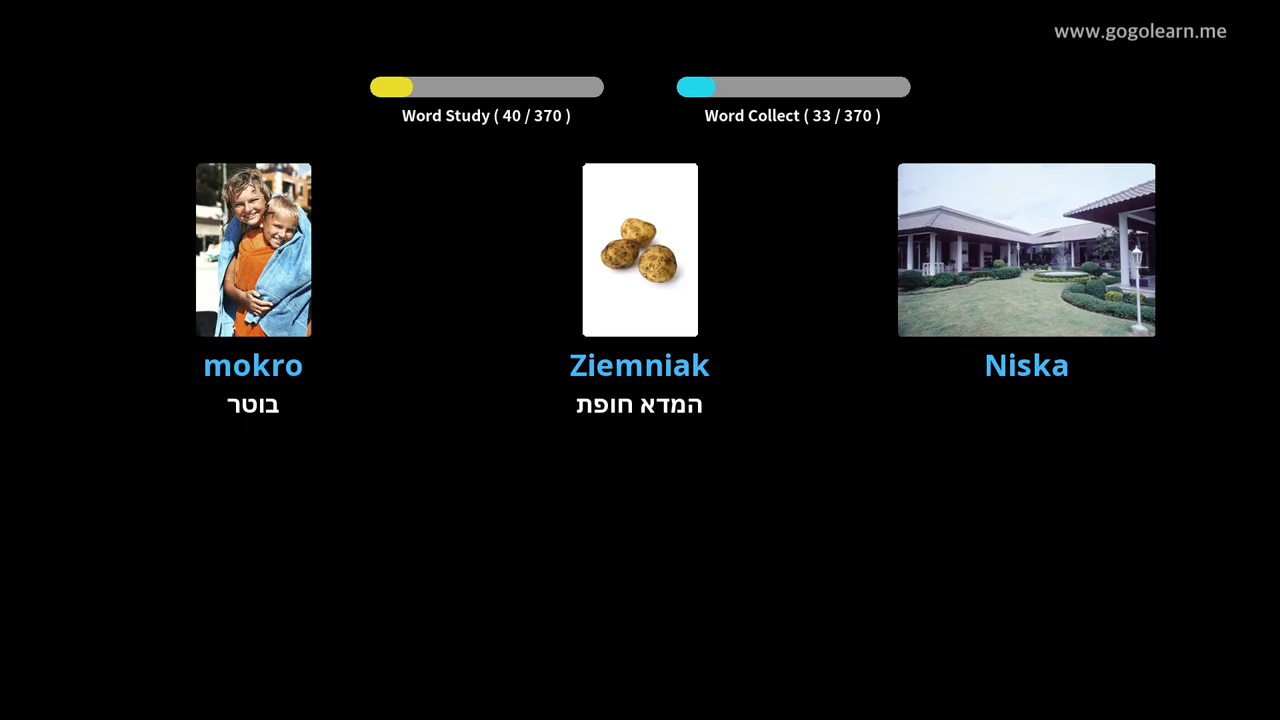 www.gogolearn.me
Word Study ( 40 / 370 )
Word Collect ( 33 / 370 )
mokro
בוטר
Ziemniak
המדא חופת
Niska